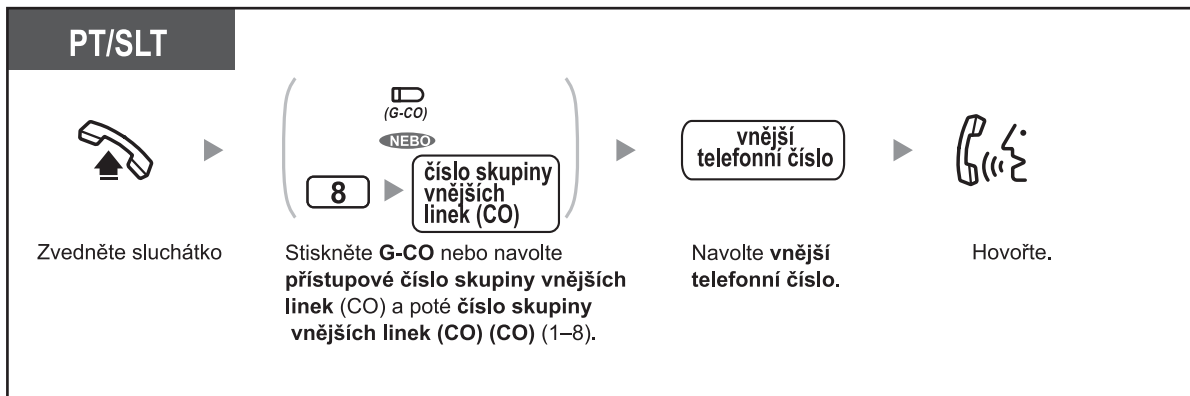 PT/SLT
(G-CO)
NEBO
8
číslo skupiny
vnějších
linek (CO)
vnější
telefonní číslo
Zvedněte sluchátko
Stiskněte G-CO nebo navolte
přístupové číslo skupiny vnějších
linek (CO) a poté číslo skupiny
vnějších linek (CO) (CO) (1–8).
Navolte vnější
telefonní číslo.
Hovořte.